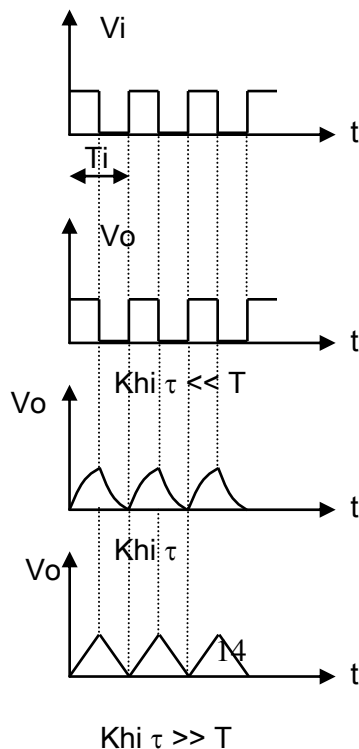 Vi
t
Ti
Vo
t
Khi τ << T
Vo
t
Khi τ
Vo
14
t
Khi τ >> T